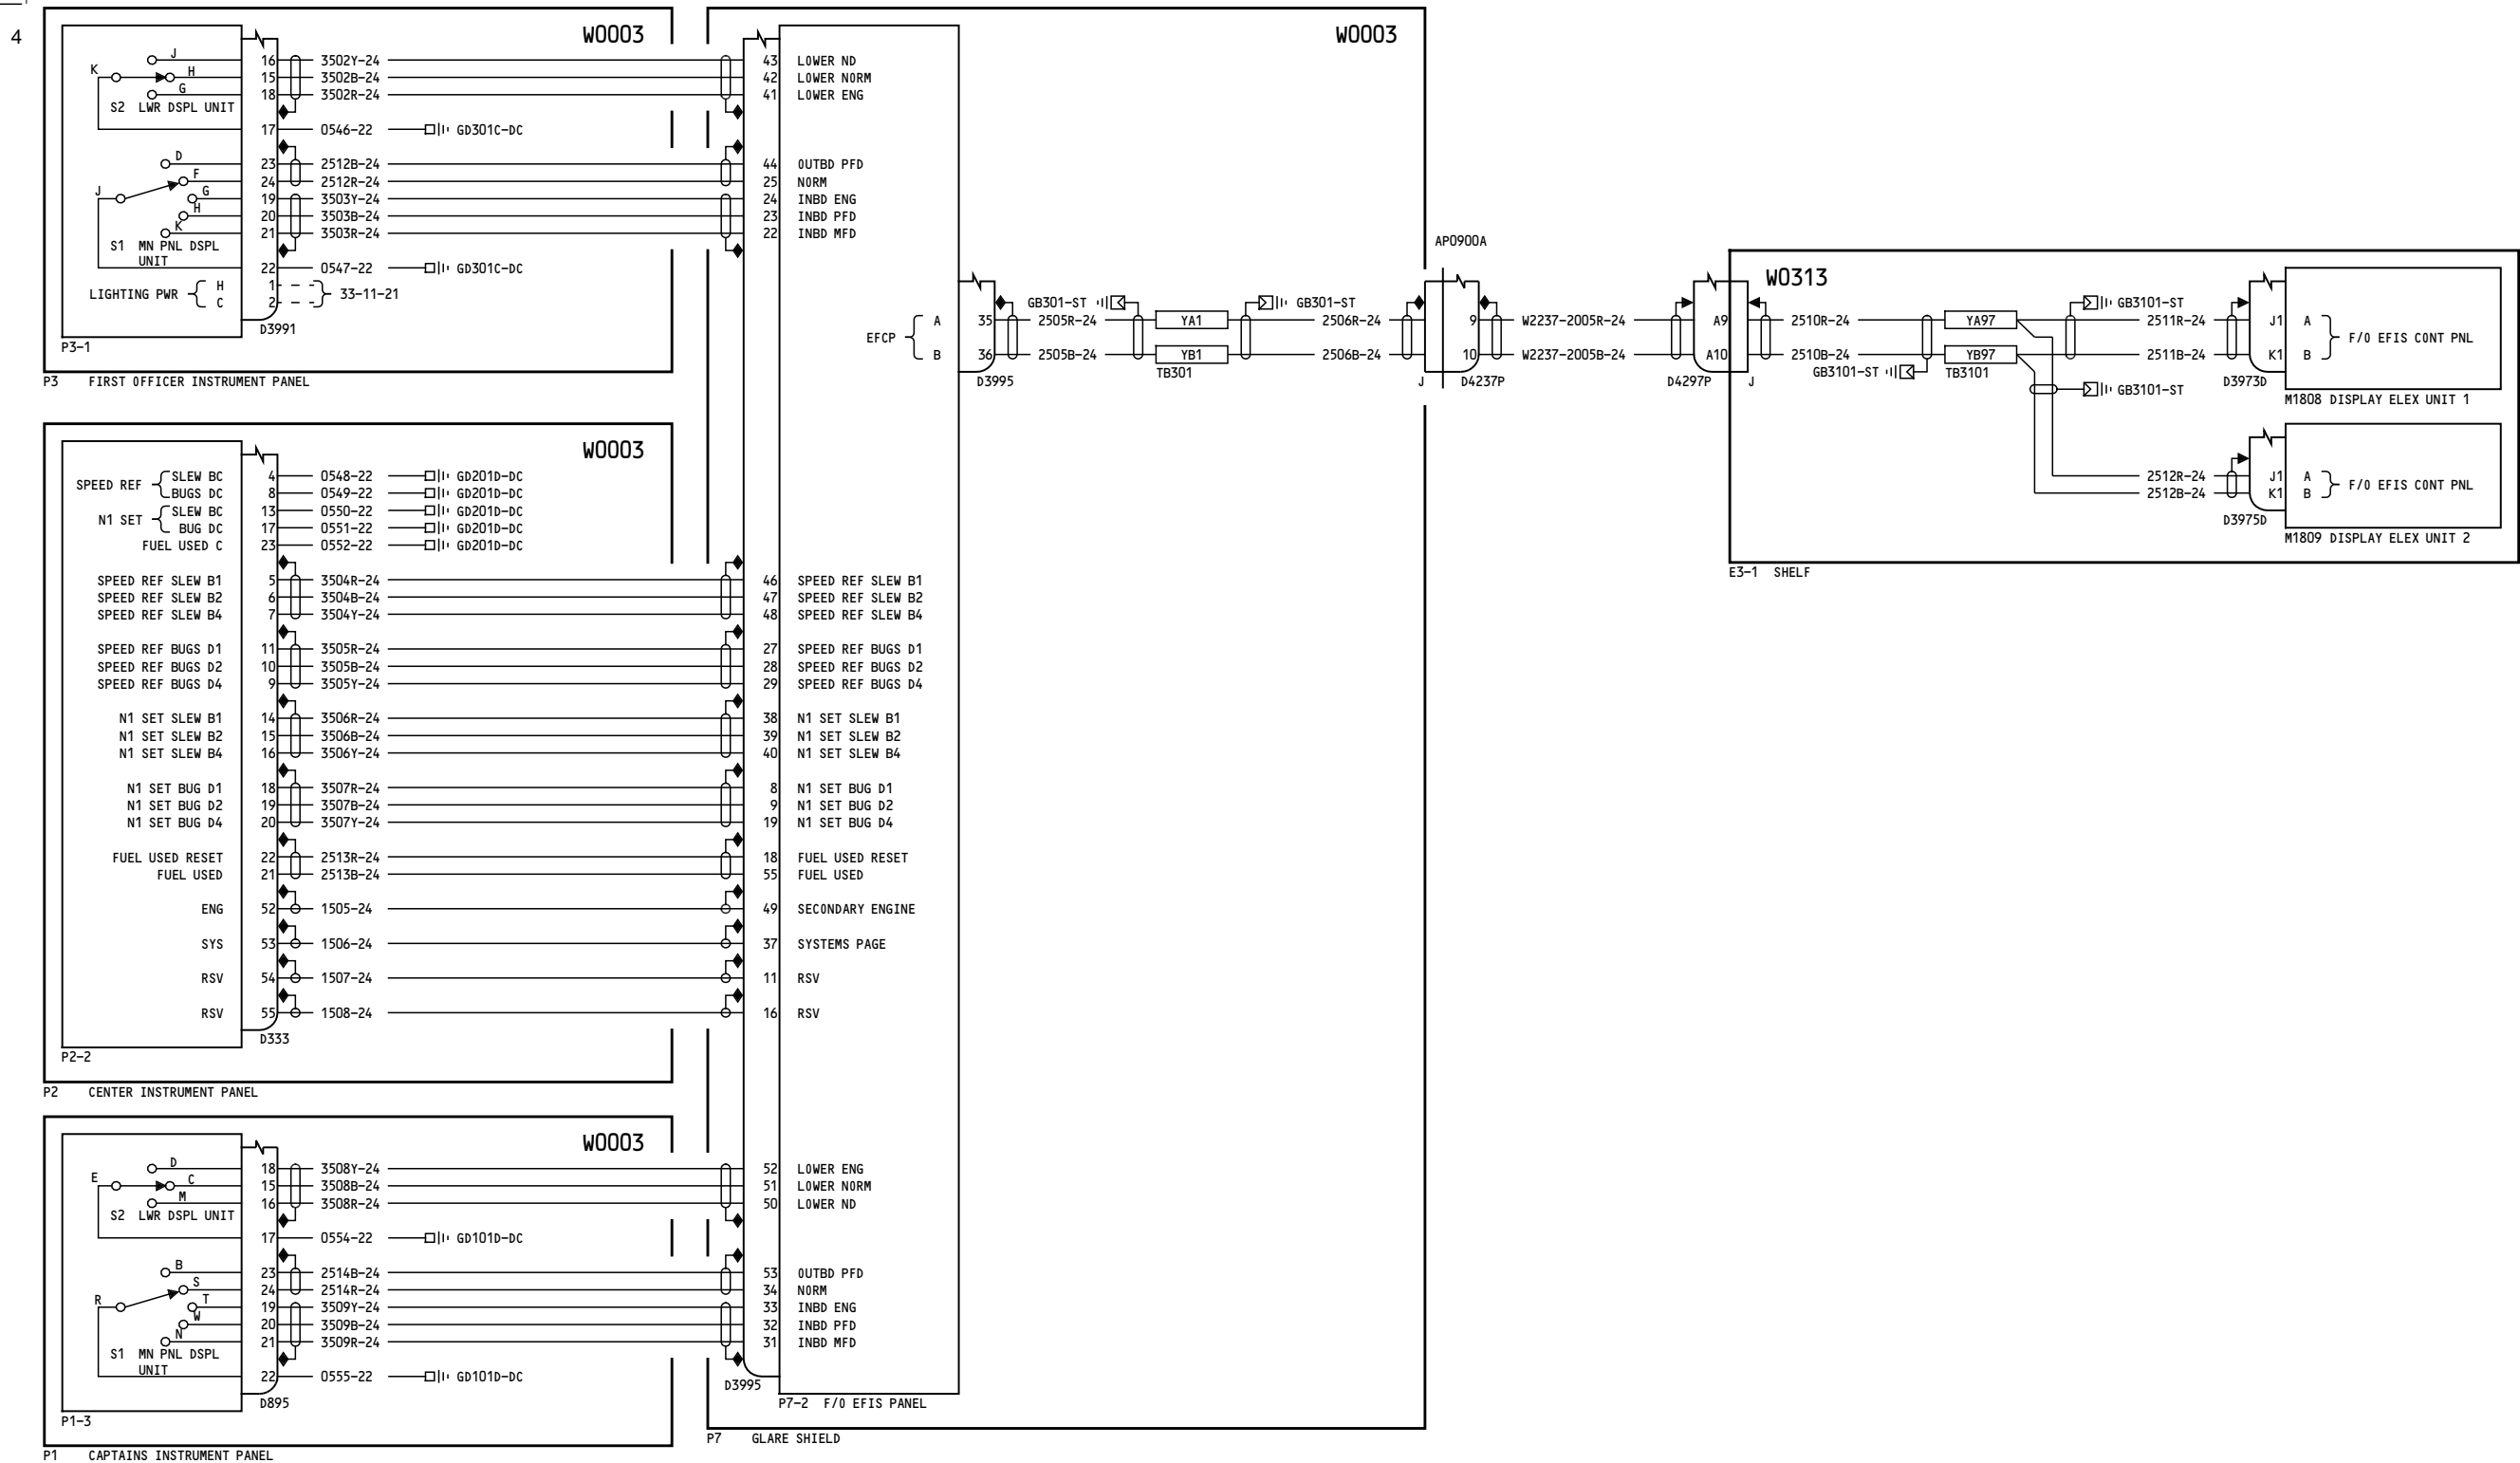 4
W0003
J
K
H
G
S2 LWR DSPL UNIT
16 3502Y-24
15 3502B-24
18 3502R-24
17 0546-22 GD301C-DC
D
F
J
G
H
K
S1 MN PNL DSPL
UNIT
23 2512B-24
24 2512R-24
19 3503Y-24
20 3503B-24
21 3503R-24
22 0547-22 GD301C-DC
LIGHTING PWR H 1
C 2
33-11-21
D3991
P3-1
P3 FIRST OFFICER INSTRUMENT PANEL
W0003
SPEED REF SLEW BC 4 0548-22 GD201D-DC
BUGS DC 8 0549-22 GD201D-DC
N1 SET SLEW BC 13 0550-22 GD201D-DC
BUG DC 17 0551-22 GD201D-DC
FUEL USED C 23 0552-22 GD201D-DC
SPEED REF SLEW B1 5 3504R-24
SPEED REF SLEW B2 6 3504B-24
SPEED REF SLEW B4 7 3504Y-24
SPEED REF BUGS D1 11 3505R-24
SPEED REF BUGS D2 10 3505B-24
SPEED REF BUGS D4 9 3505Y-24
N1 SET SLEW B1 14 3506R-24
N1 SET SLEW B2 15 3506B-24
N1 SET SLEW B4 16 3506Y-24
N1 SET BUG D1 18 3507R-24
N1 SET BUG D2 19 3507B-24
N1 SET BUG D4 20 3507Y-24
FUEL USED RESET 22 2513R-24
FUEL USED 21 2513B-24
ENG 52 1505-24
SYS 53 1506-24
RSV 54 1507-24
RSV 55 1508-24
D333
P2-2
P2 CENTER INSTRUMENT PANEL
W0003
D
E
C
M
S2 LWR DSPL UNIT
18 3508Y-24
15 3508B-24
16 3508R-24
17 0554-22 GD101D-DC
B
S
R
T
W
N
S1 MN PNL DSPL
UNIT
23 2514B-24
24 2514R-24
19 3509Y-24
20 3509B-24
21 3509R-24
22 0555-22 GD101D-DC
D895
P1-3
P1 CAPTAINS INSTRUMENT PANEL
W0003
43 LOWER ND
42 LOWER NORM
41 LOWER ENG
44 OUTBD PFD
25 NORM
24 INBD ENG
23 INBD PFD
22 INBD MFD
46 SPEED REF SLEW B1
47 SPEED REF SLEW B2
48 SPEED REF SLEW B4
27 SPEED REF BUGS D1
28 SPEED REF BUGS D2
29 SPEED REF BUGS D4
38 N1 SET SLEW B1
39 N1 SET SLEW B2
40 N1 SET SLEW B4
8 N1 SET BUG D1
9 N1 SET BUG D2
19 N1 SET BUG D4
18 FUEL USED RESET
55 FUEL USED
49 SECONDARY ENGINE
37 SYSTEMS PAGE
11 RSV
16 RSV
52 LOWER ENG
51 LOWER NORM
50 LOWER ND
53 OUTBD PFD
34 NORM
33 INBD ENG
32 INBD PFD
31 INBD MFD
D3995
P7-2 F/O EFIS PANEL
P7 GLARE SHIELD
EFCP
A 35 2505R-24 YA1 2506R-24
B 36 2505B-24 YB1 2506B-24
GB301-ST
GB301-ST
D3995
TB301
AP0900A
J
9 W2237-2005R-24 A9
10 W2237-2005B-24 A10
D4237P
D4297P
J
W0313
2510R-24 YA97 2511R-24 J1 A
2510B-24 YB97 2511B-24 K1 B
F/O EFIS CONT PNL
GB3101-ST
GB3101-ST
TB3101
GB3101-ST
D3973D
M1808 DISPLAY ELEX UNIT 1
2512R-24 J1 A
2512B-24 K1 B
F/O EFIS CONT PNL
D3975D
M1809 DISPLAY ELEX UNIT 2
E3-1 SHELF